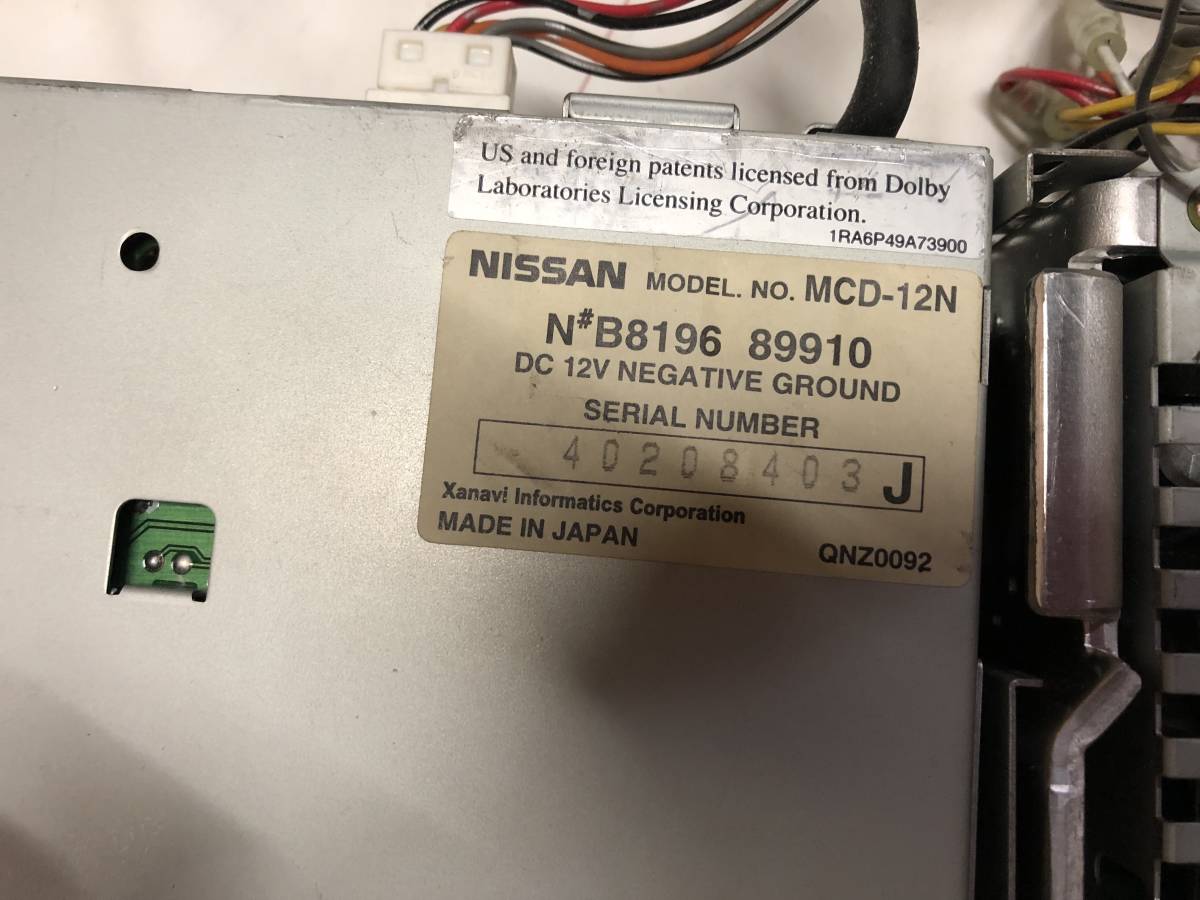 US and foreign patents licensed from Dolby
Laboratories Licensing Corporation.
1RA6P49A73900
NISSAN MODEL. NO. MCD-12N
N#B8196 89910
DC 12V NEGATIVE GROUND
SERIAL NUMBER
40208403 J
Xanavi Informatics Corporation
MADE IN JAPAN
QNZ0092